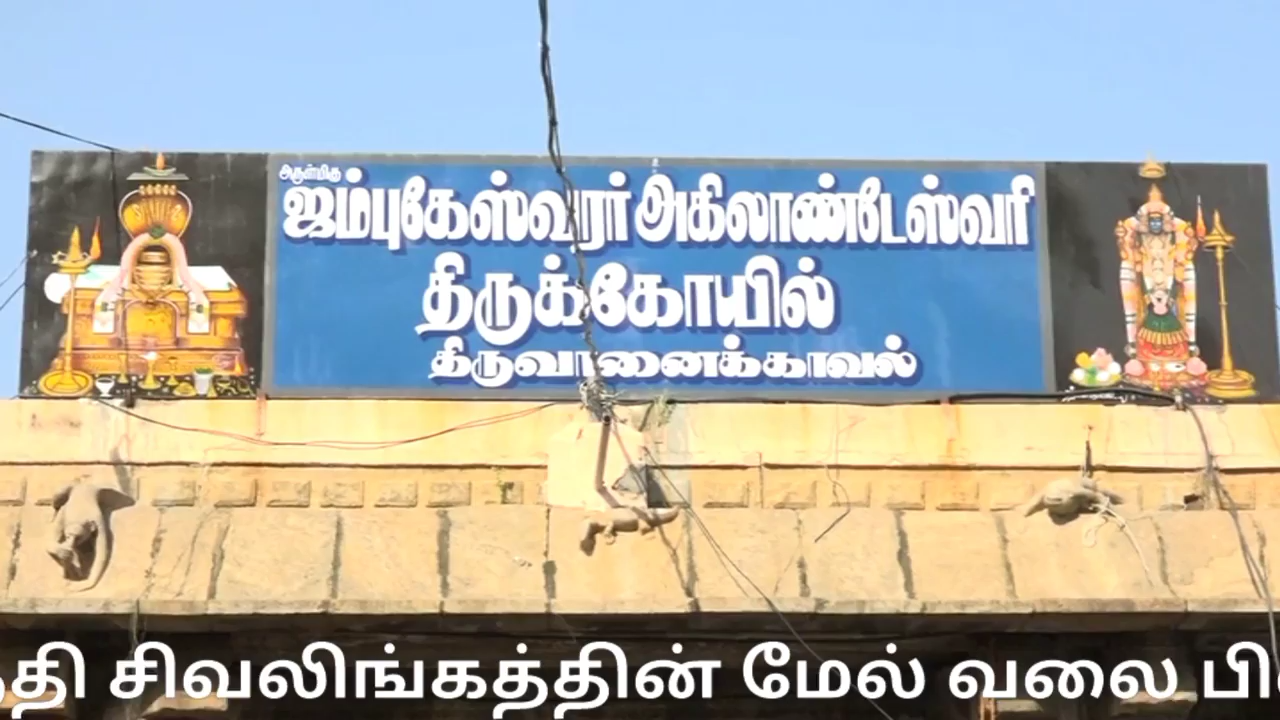 அருள்மிகு
ஜம்புகேஸ்வரர் அகிலாண்டேஸ்வரி
திருக்கோயில்
திருவானைக்காவல்
சிவலிங்கத்தின் மேல் வலை